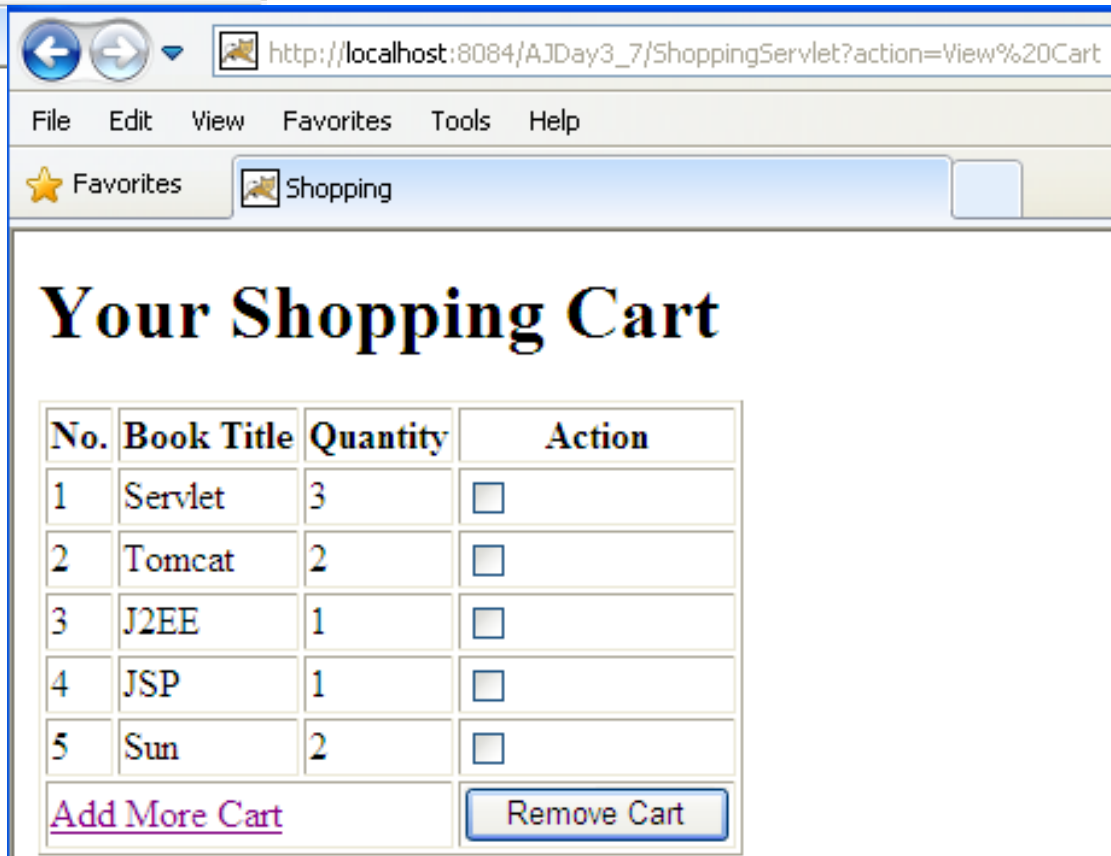 http://localhost:8084/AJDay3_7/ShoppingServlet?action=View%20Cart
File Edit View Favorites Tools Help
Favorites Shopping
Your Shopping Cart
No. Book Title Quantity Action
1 Servlet 3
2 Tomcat 2
3 J2EE 1
4 JSP 1
5 Sun 2
Add More Cart Remove Cart